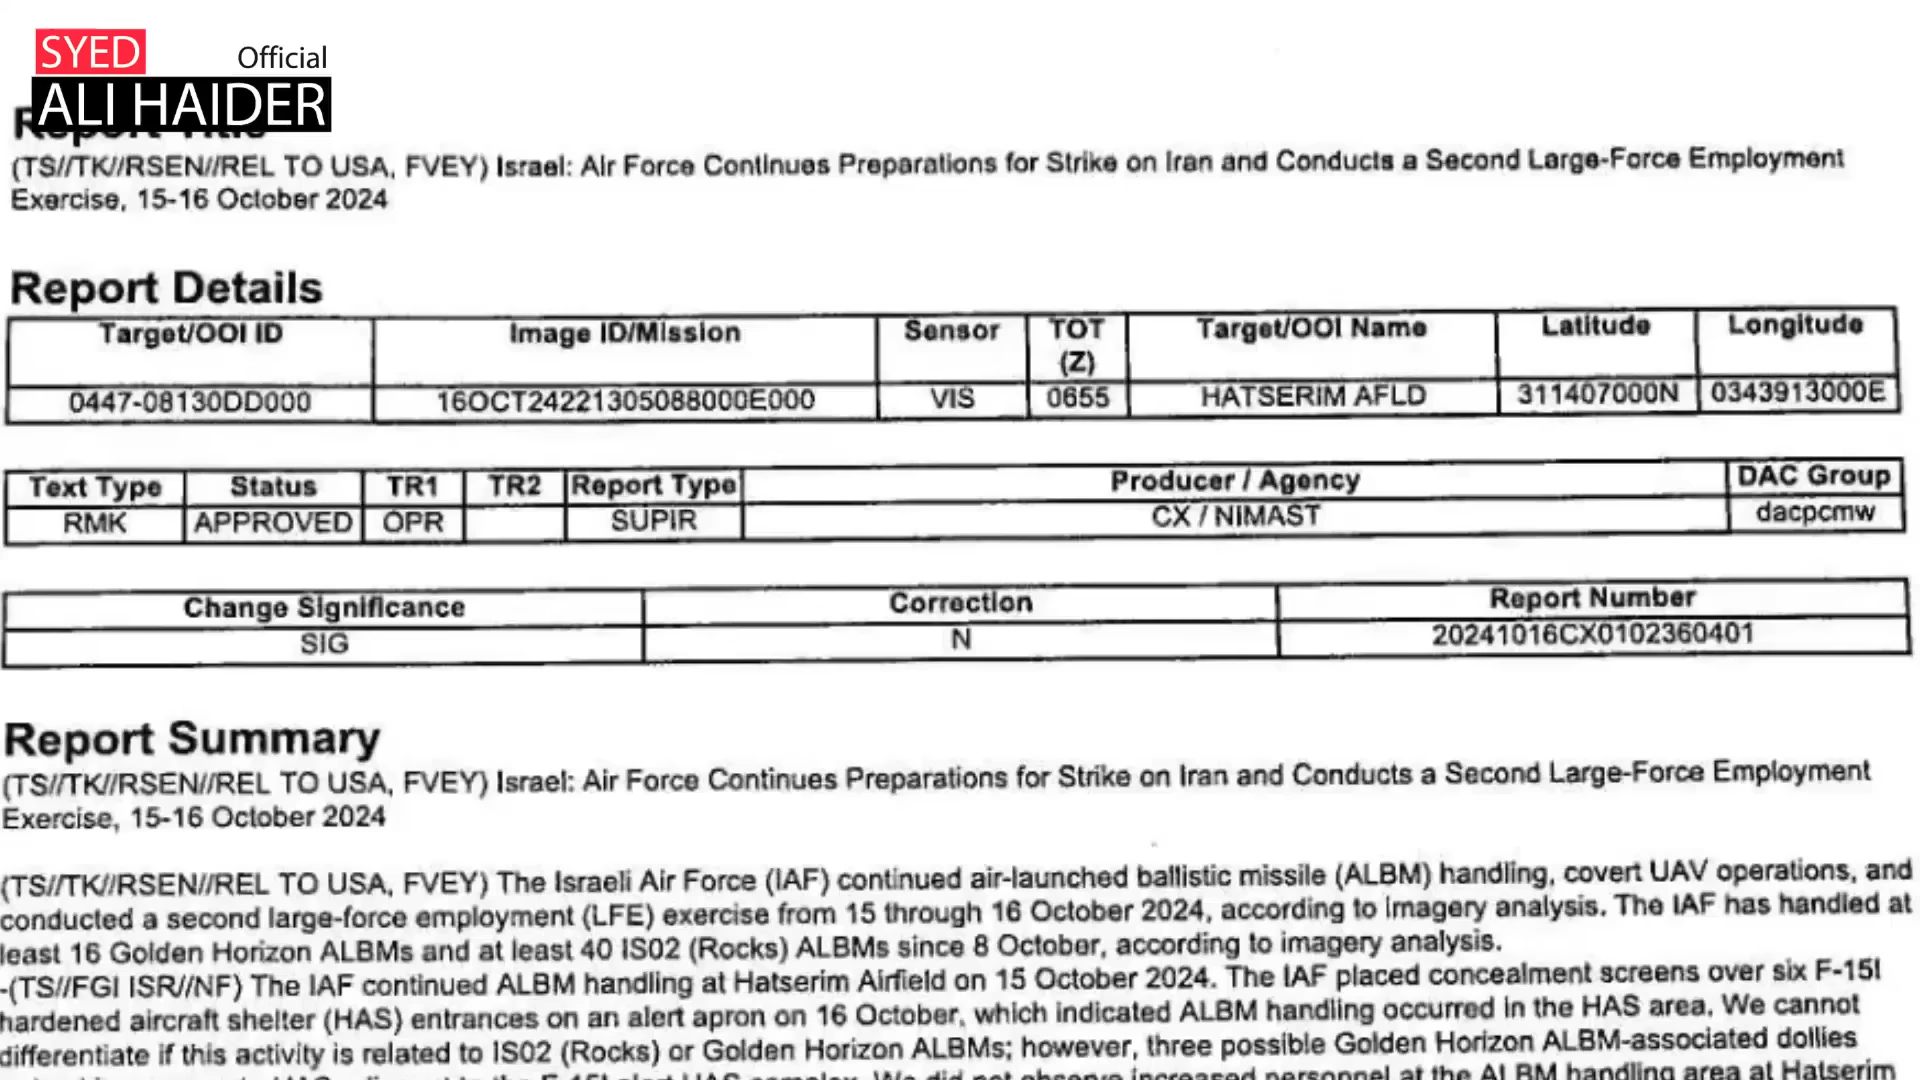 SYED Official
ALI HAIDER
Report Title
(TS//TK//RSEN//REL TO USA, FVEY) Israel: Air Force Continues Preparations for Strike on Iran and Conducts a Second Large-Force Employment
Exercise, 15-16 October 2024
Report Details
Target/OOI ID Image ID/Mission Sensor TOT (Z) Target/OOI Name Latitude Longitude
0447-08130DD000 16OCT24221305088000E000 VIS 0655 HATSERIM AFLD 311407000N 0343913000E
Text Type Status TR1 TR2 Report Type Producer / Agency DAC Group
RMK APPROVED OPR SUPIR CX / NIMAST dacpcmw
Change Significance Correction Report Number
SIG N 20241016CX0102360401
Report Summary
(TS//TK//RSEN//REL TO USA, FVEY) Israel: Air Force Continues Preparations for Strike on Iran and Conducts a Second Large-Force Employment
Exercise, 15-16 October 2024
(TS//TK//RSEN//REL TO USA, FVEY) The Israeli Air Force (IAF) continued air-launched ballistic missile (ALBM) handling, covert UAV operations, and
conducted a second large-force employment (LFE) exercise from 15 through 16 October 2024, according to imagery analysis. The IAF has handled at
least 16 Golden Horizon ALBMs and at least 40 IS02 (Rocks) ALBMs since 8 October, according to imagery analysis.
-(TS//FGI ISR//NF) The IAF continued ALBM handling at Hatserim Airfield on 15 October 2024. The IAF placed concealment screens over six F-15I
hardened aircraft shelter (HAS) entrances on an alert apron on 16 October, which indicated ALBM handling occurred in the HAS area. We cannot
differentiate if this activity is related to IS02 (Rocks) or Golden Horizon ALBMs; however, three possible Golden Horizon ALBM-associated dollies
increased personnel at the ALBM handling area at Hatserim